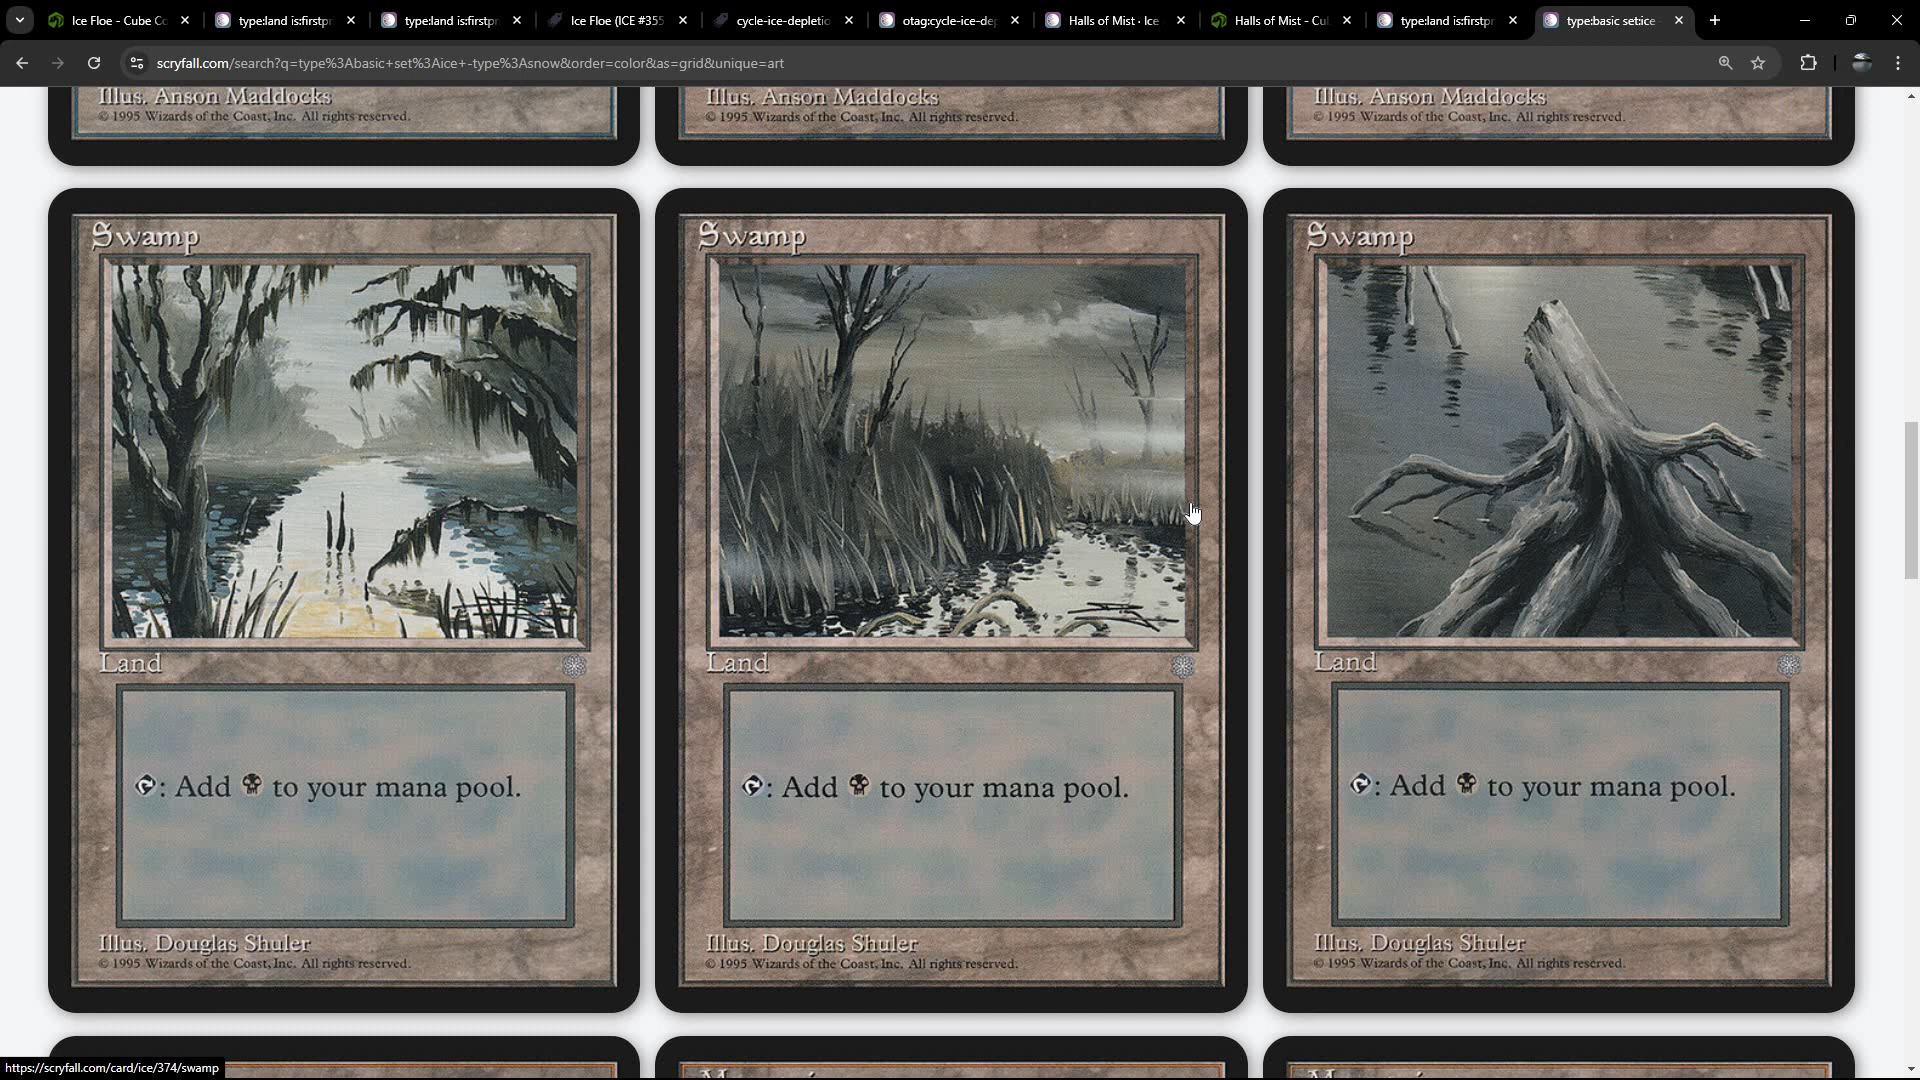 Ice Floe - Cube Co
type:land is:firstpr
type:land is:firstpr
Ice Floe (ICE #355
cycle-ice-depletio
otag:cycle-ice-dep
Halls of Mist · Ice
Halls of Mist - Cu
type:land is:firstpr
type:basic set:ice
scryfall.com/search?q=type%3Abasic+set%3Aice+-type%3Asnow&order=color&as=grid&unique=art
Illus. Anson Maddocks
© 1995 Wizards of the Coast, Inc. All rights reserved.
Illus. Anson Maddocks
© 1995 Wizards of the Coast, Inc. All rights reserved.
Illus. Anson Maddocks
© 1995 Wizards of the Coast, Inc. All rights reserved.
Swamp
Land
: Add to your mana pool.
Illus. Douglas Shuler
© 1995 Wizards of the Coast, Inc. All rights reserved.
Swamp
Land
: Add to your mana pool.
Illus. Douglas Shuler
© 1995 Wizards of the Coast, Inc. All rights reserved.
Swamp
Land
: Add to your mana pool.
Illus. Douglas Shuler
© 1995 Wizards of the Coast, Inc. All rights reserved.
https://scryfall.com/card/ice/374/swamp